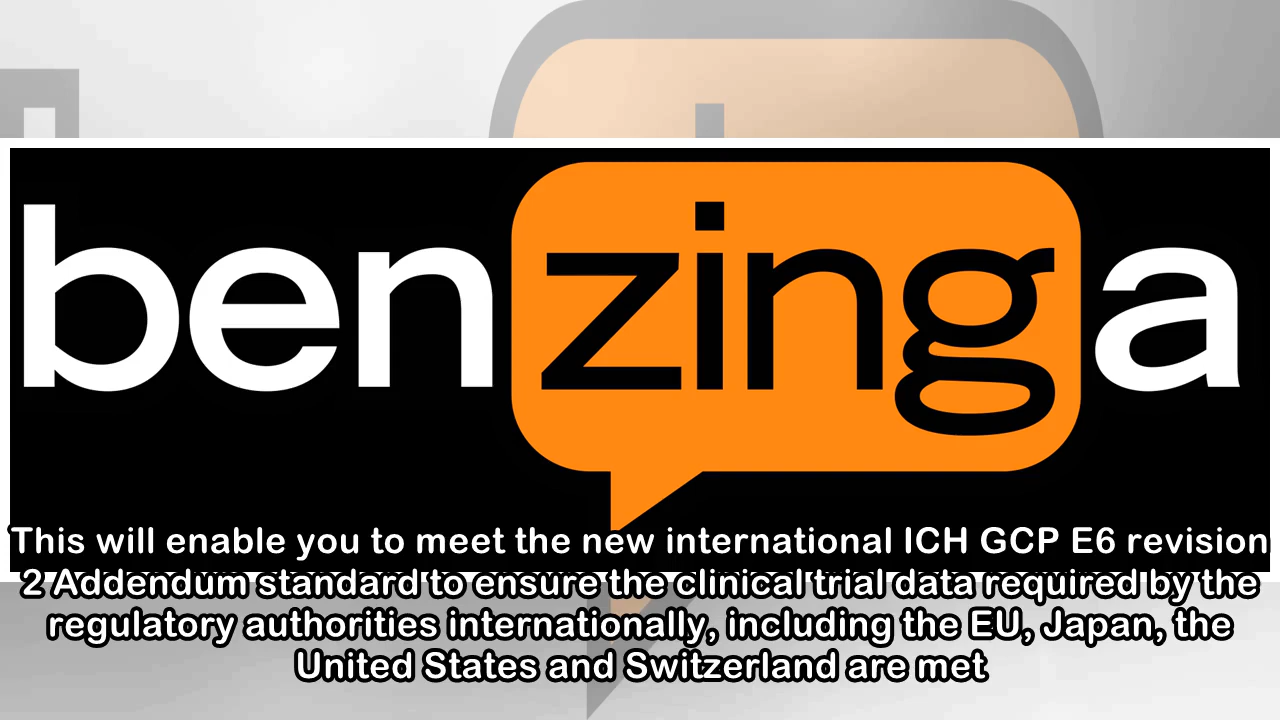 benzinga
This will enable you to meet the new international ICH GCP E6 revision
2 Addendum standard to ensure the clinical trial data required by the
regulatory authorities internationally, including the EU, Japan, the
United States and Switzerland are met